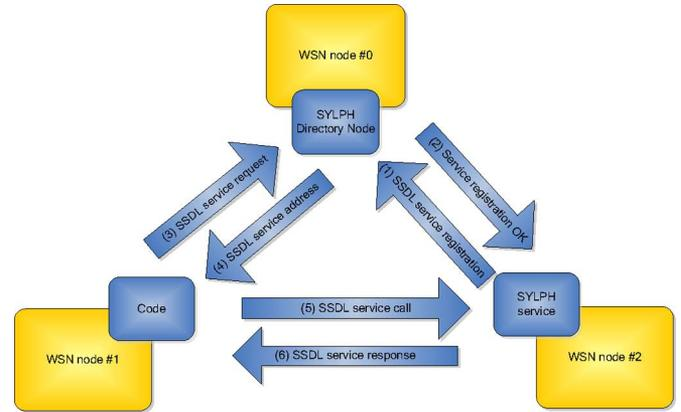 WSN node #0
SYLPH
Directory Node
(1) SSDL service registration
(2) Service registration OK
(3) SSDL service request
(4) SSDL service address
Code
(5) SSDL service call
SYLPH
service
(6) SSDL service response
WSN node #1
WSN node #2